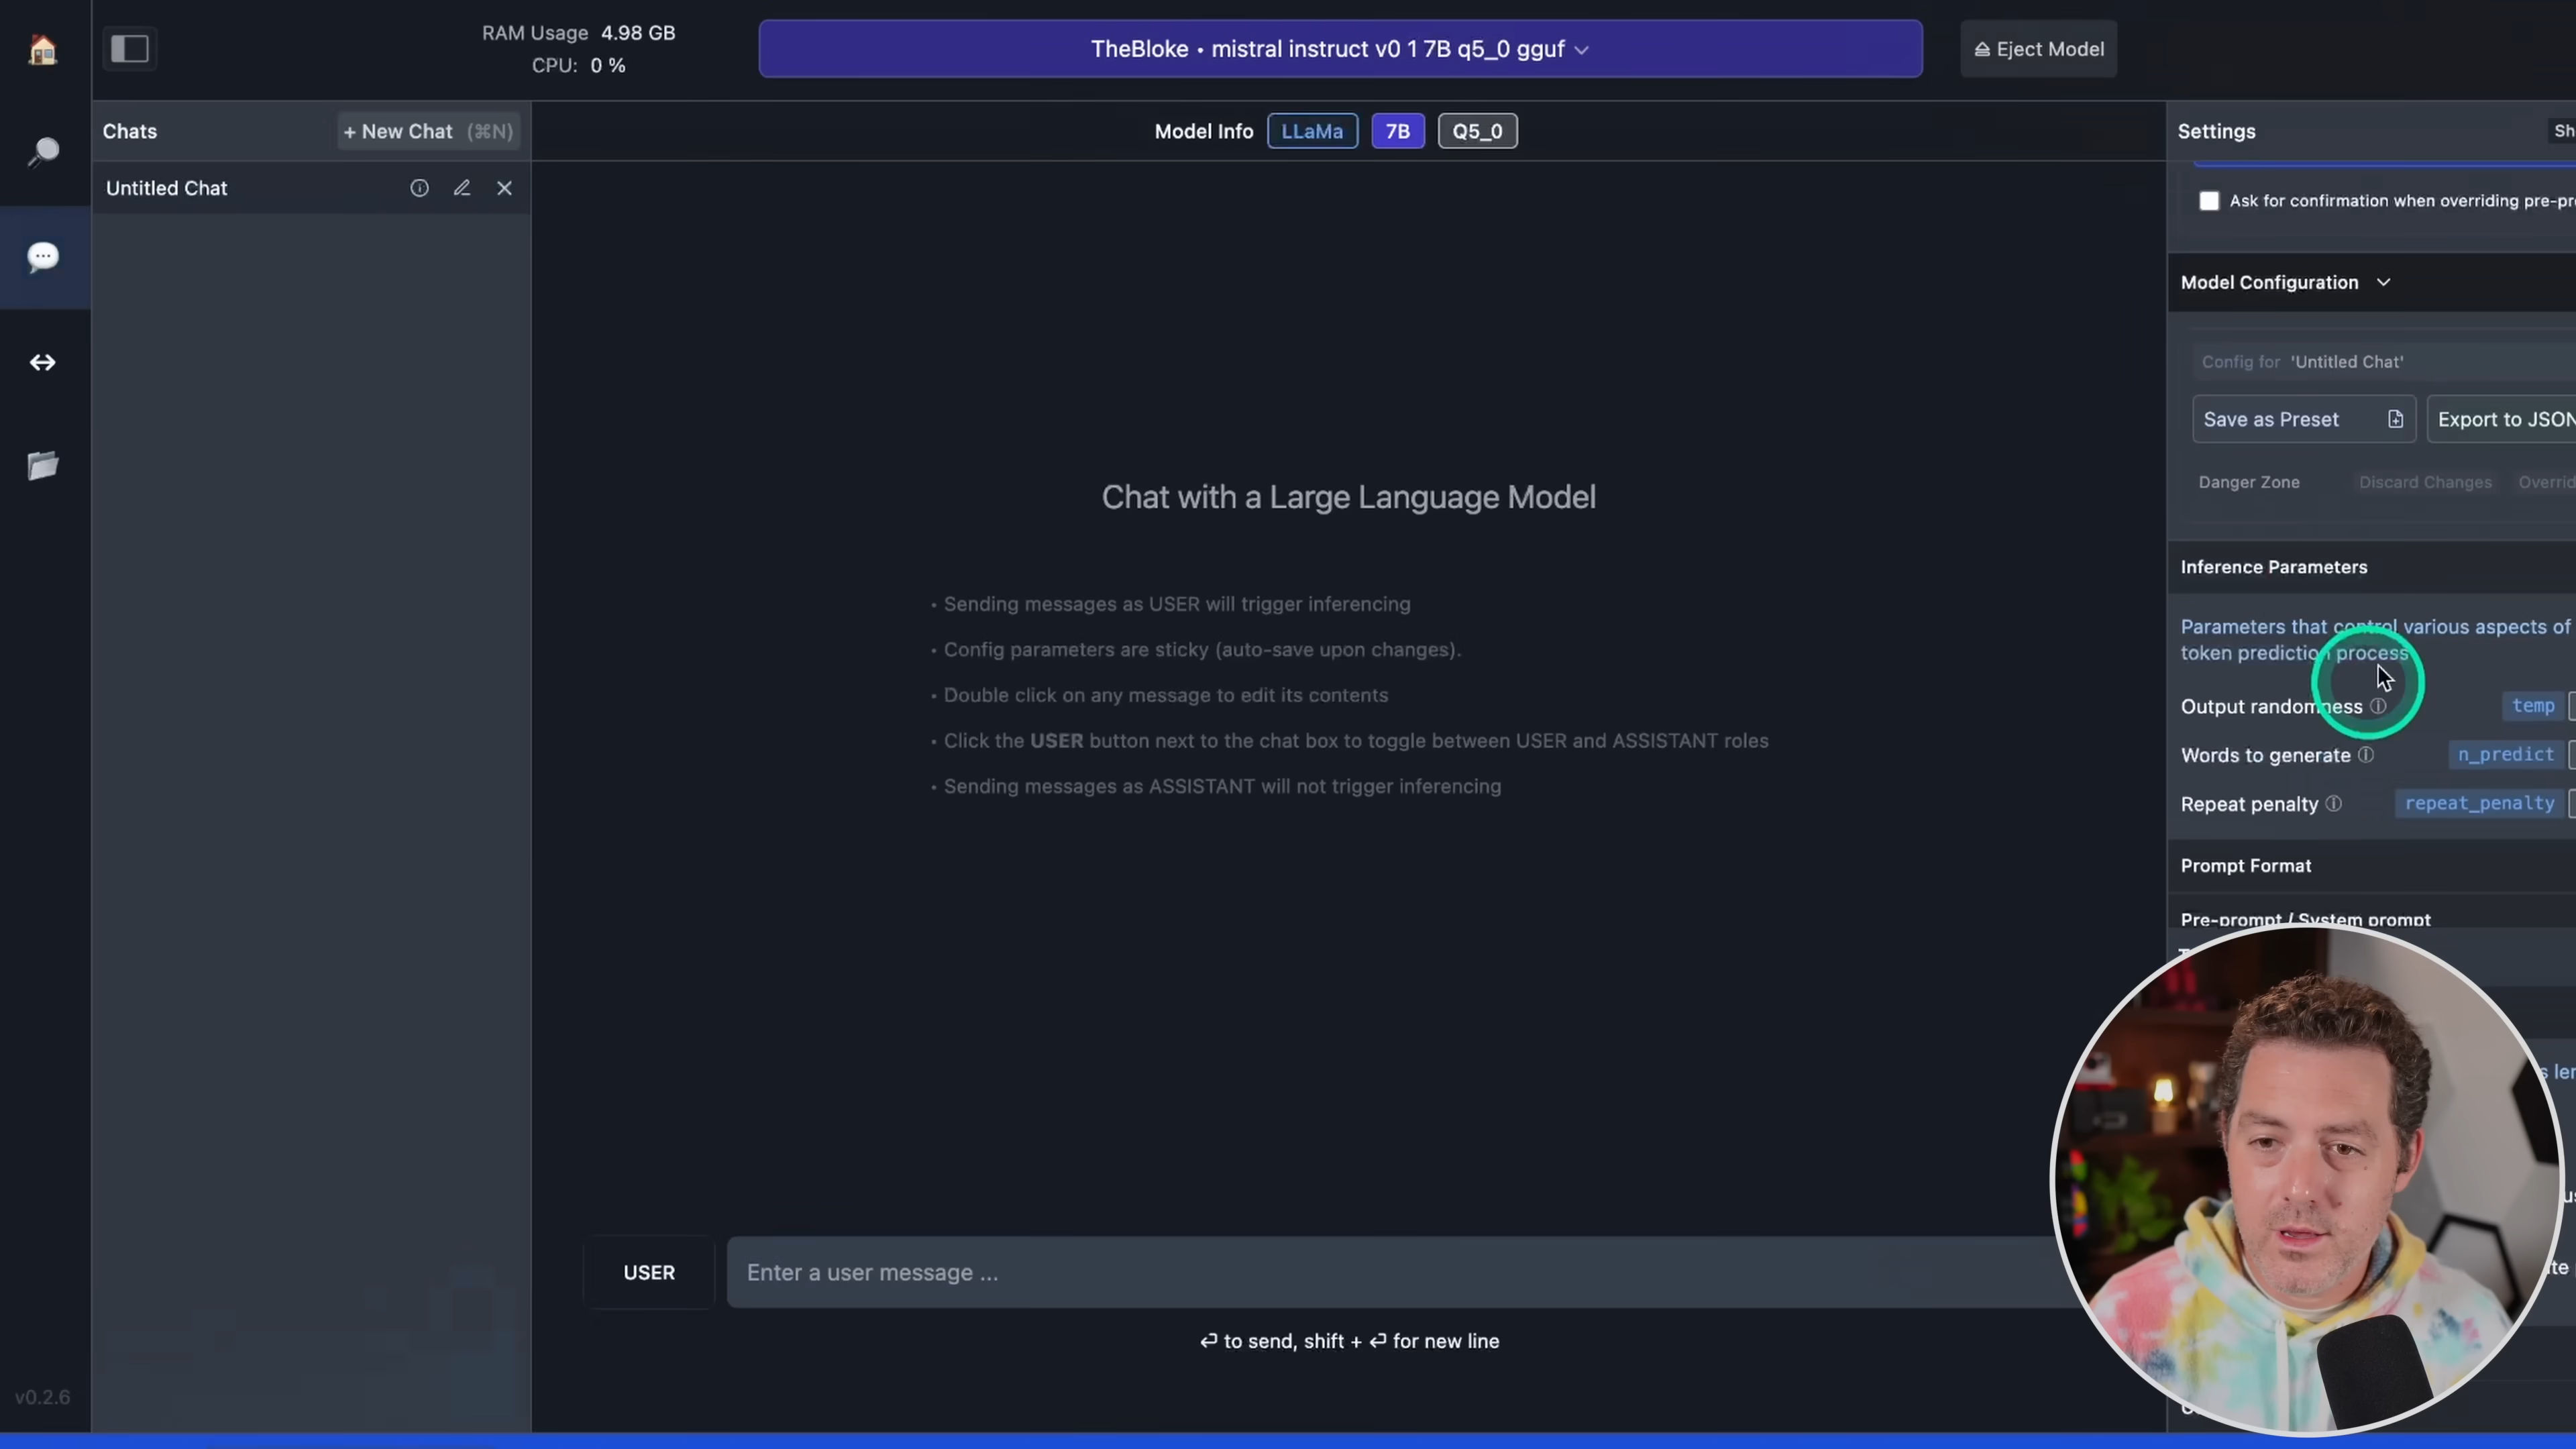 RAM Usage 4.98 GB
CPU: 0 %
TheBloke • mistral instruct v0 1 7B q5_0 gguf
Eject Model
Chats
+ New Chat (⌘N)
Model Info LLaMa 7B Q5_0
Settings
Untitled Chat
Ask for confirmation when overriding
Model Configuration
Config for 'Untitled Chat'
Save as Preset
Export to JSON
Danger Zone
Discard Changes
Chat with a Large Language Model
• Sending messages as USER will trigger inferencing
• Config parameters are sticky (auto-save upon changes).
• Double click on any message to edit its contents
• Click the USER button next to the chat box to toggle between USER and ASSISTANT roles
• Sending messages as ASSISTANT will not trigger inferencing
Inference Parameters
Parameters that control various aspects of
token prediction process
Output randomness temp
Words to generate n_predict
Repeat penalty repeat_penalty
Prompt Format
Pre-prompt / System prompt
USER
Enter a user message ...
⏎ to send, shift + ⏎ for new line
v0.2.6